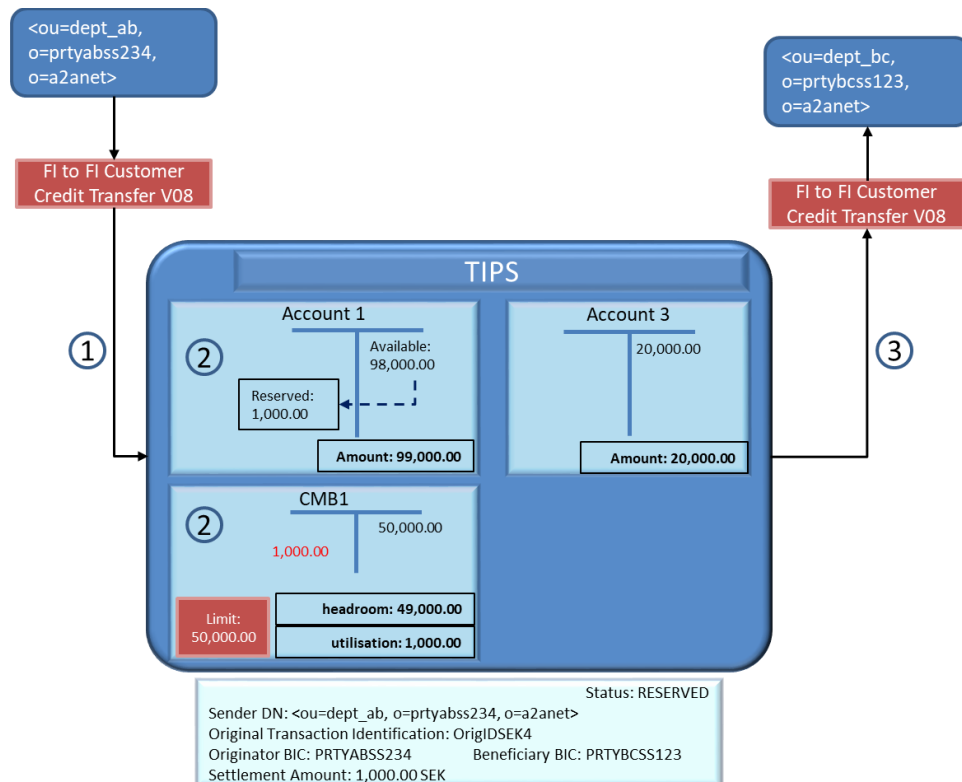 <ou=dept_ab,
o=prtyabss234,
o=a2anet>
<ou=dept_bc,
o=prtybcss123,
o=a2anet>
FI to FI Customer
Credit Transfer V08
FI to FI Customer
Credit Transfer V08
TIPS
1
2
Account 1
Available:
98,000.00
Reserved:
1,000.00
Amount: 99,000.00
Account 3
20,000.00
Amount: 20,000.00
3
2
CMB1
50,000.00
1,000.00
Limit:
50,000.00
headroom: 49,000.00
utilisation: 1,000.00
Status: RESERVED
Sender DN: <ou=dept_ab, o=prtyabss234, o=a2anet>
Original Transaction Identification: OrigIDSEK4
Originator BIC: PRTYABSS234 Beneficiary BIC: PRTYBCSS123
Settlement Amount: 1,000.00 SEK